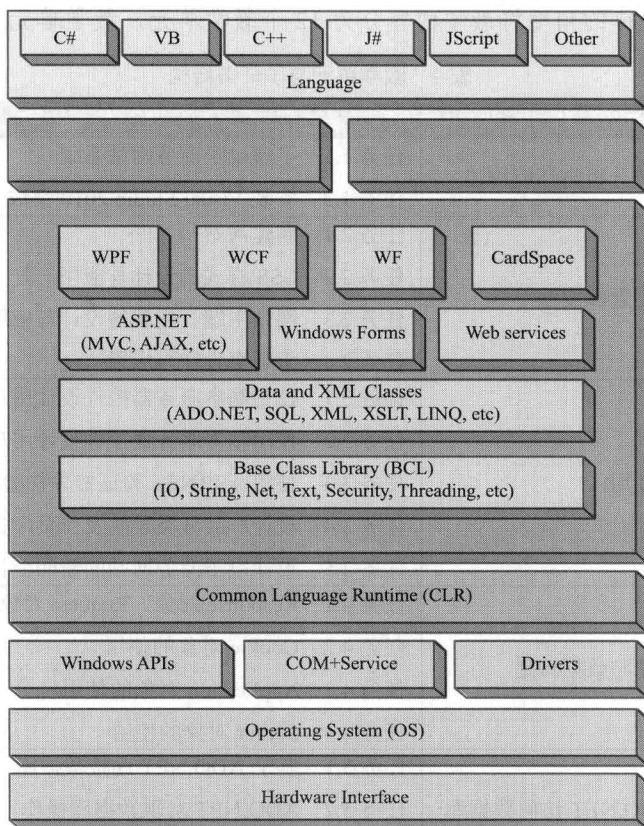 C#
VB
C++
J#
JScript
Other
Language
WPF
WCF
WF
CardSpace
ASP.NET
(MVC, AJAX, etc)
Windows Forms
Web services
Data and XML Classes
(ADO.NET, SQL, XML, XSLT, LINQ, etc)
Base Class Library (BCL)
(IO, String, Net, Text, Security, Threading, etc)
Common Language Runtime (CLR)
Windows APIs
COM+Service
Drivers
Operating System (OS)
Hardware Interface